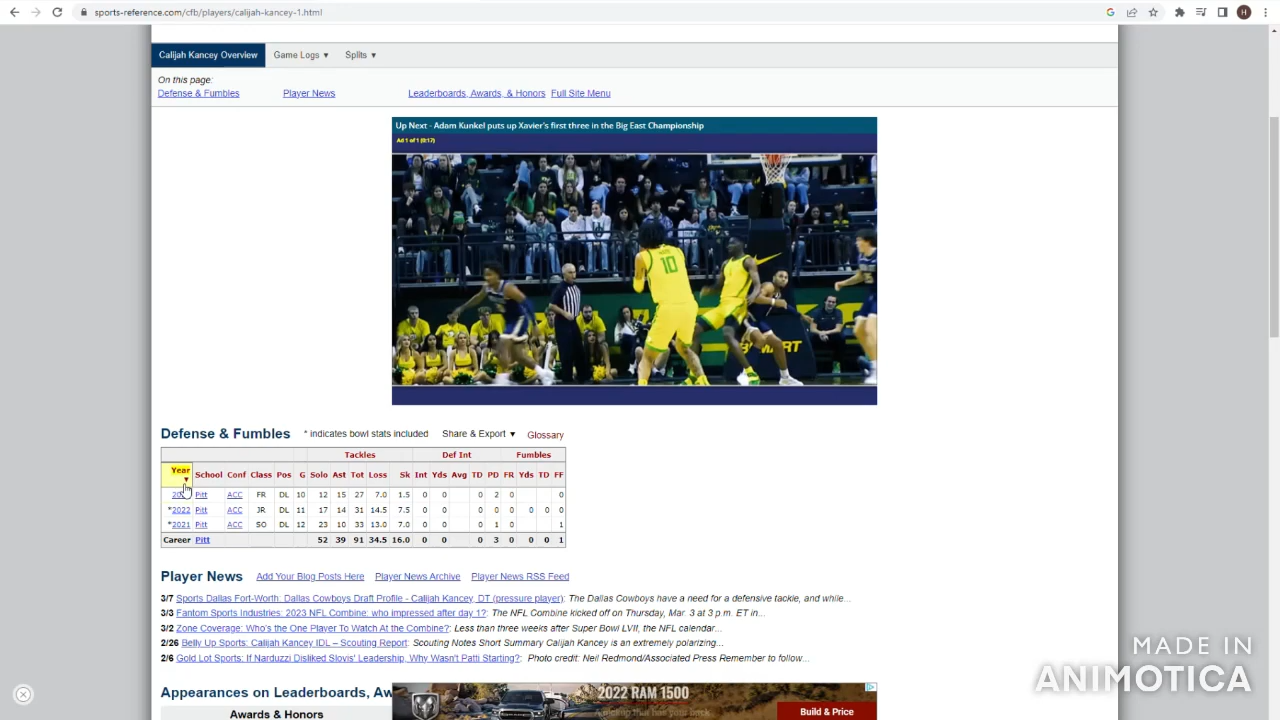 sports-reference.com/cfb/players/calijah-kancey-1.html
H
Calijah Kancey Overview Game Logs ▼ Splits ▼
On this page:
Defense & Fumbles Player News Leaderboards, Awards, & Honors Full Site Menu
Up Next - Adam Kunkel puts up Xavier's first three in the Big East Championship
Ad 1 of 1 (0:17)
10
Defense & Fumbles * indicates bowl stats included Share & Export ▼ Glossary
Tackles Def Int Fumbles
Year School Conf Class Pos G Solo Ast Tot Loss Sk Int Yds Avg TD PD FR Yds TD FF
Pitt ACC FR DL 10 12 15 27 7.0 1.5 0 0 0 2 0 0
*2022 Pitt ACC JR DL 11 17 14 31 14.5 7.5 0 0 0 0 0 0 0 0
*2021 Pitt ACC SO DL 12 23 10 33 13.0 7.0 0 0 0 1 0 1
Career Pitt 52 39 91 34.5 16.0 0 0 0 3 0 0 0 1
Player News Add Your Blog Posts Here Player News Archive Player News RSS Feed
3/7 Sports Dallas Fort-Worth: Dallas Cowboys Draft Profile - Calijah Kancey, DT (pressure player): The Dallas Cowboys have a need for a defensive tackle, and while...
3/3 Fantom Sports Industries: 2023 NFL Combine: who impressed after day 1?: The NFL Combine kicked off on Thursday, Mar. 3 at 3 p.m. ET in...
3/2 Zone Coverage: Who's the One Player To Watch At the Combine?: Less than three weeks after Super Bowl LVII, the NFL calendar...
2/26 Belly Up Sports: Calijah Kancey IDL – Scouting Report: Scouting Notes Short Summary Calijah Kancey is an extremely polarizing...
2/6 Gold Lot Sports: If Narduzzi Disliked Slovis' Leadership, Why Wasn't Patti Starting?: Photo credit: Neil Redmond/Associated Press Remember to follow...
Appearances on Leaderboards, Aw
Awards & Honors
2022 RAM 1500
Build & Price
MADE IN
ANIMOTICA